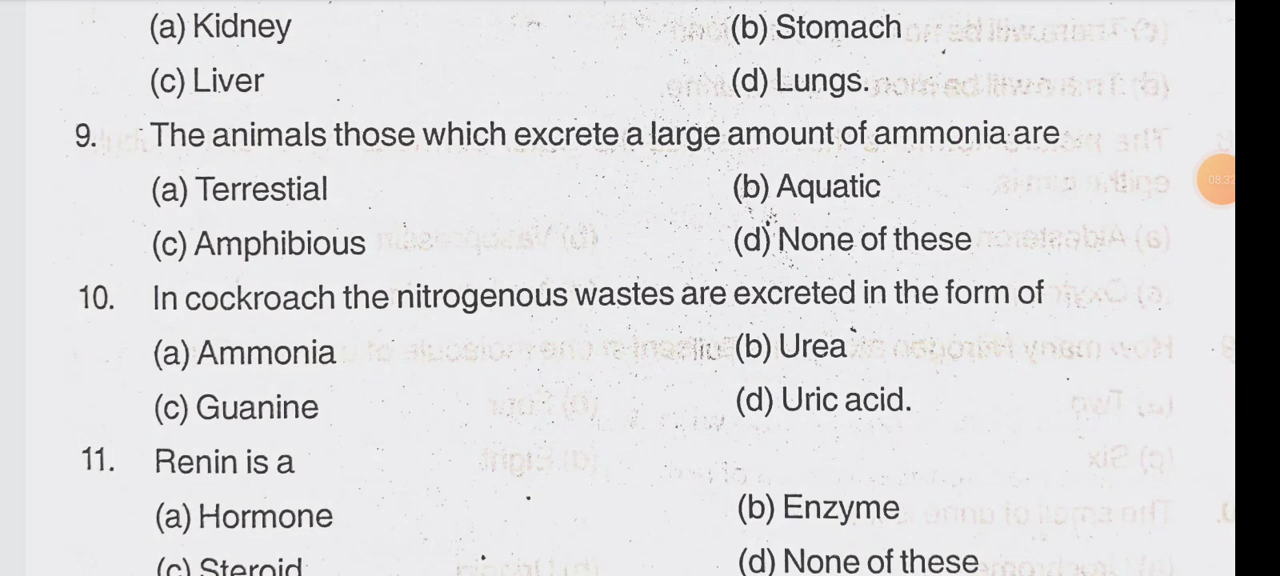 (a) Kidney (b) Stomach
(c) Liver (d) Lungs.
9. The animals those which excrete a large amount of ammonia are
(a) Terrestial (b) Aquatic
(c) Amphibious (d) None of these
10. In cockroach the nitrogenous wastes are excreted in the form of
(a) Ammonia (b) Urea
(c) Guanine (d) Uric acid.
11. Renin is a
(a) Hormone (b) Enzyme
(c) Steroid (d) None of these